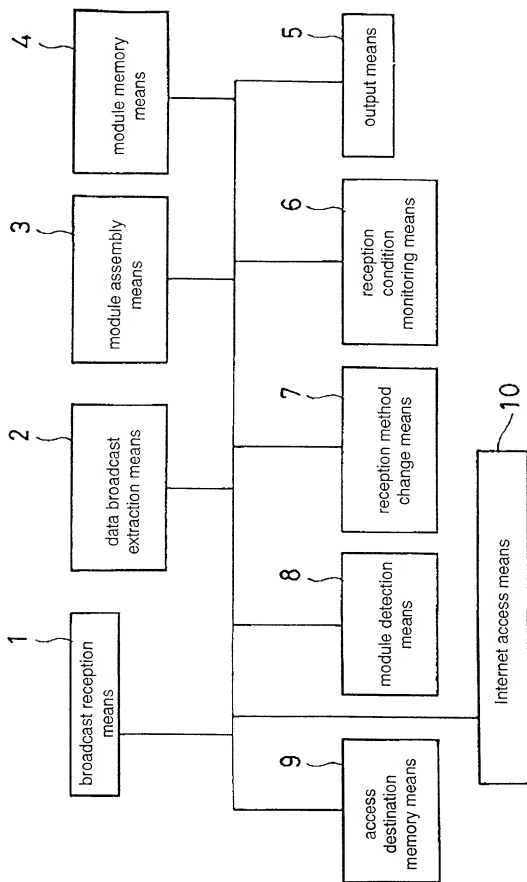 1
broadcast reception
means
2
data broadcast
extraction means
3
module assembly
means
4
module memory
means
9
access
destination
memory means
8
module detection
means
7
reception method
change means
6
reception
condition
monitoring means
5
output means
10
Internet access means